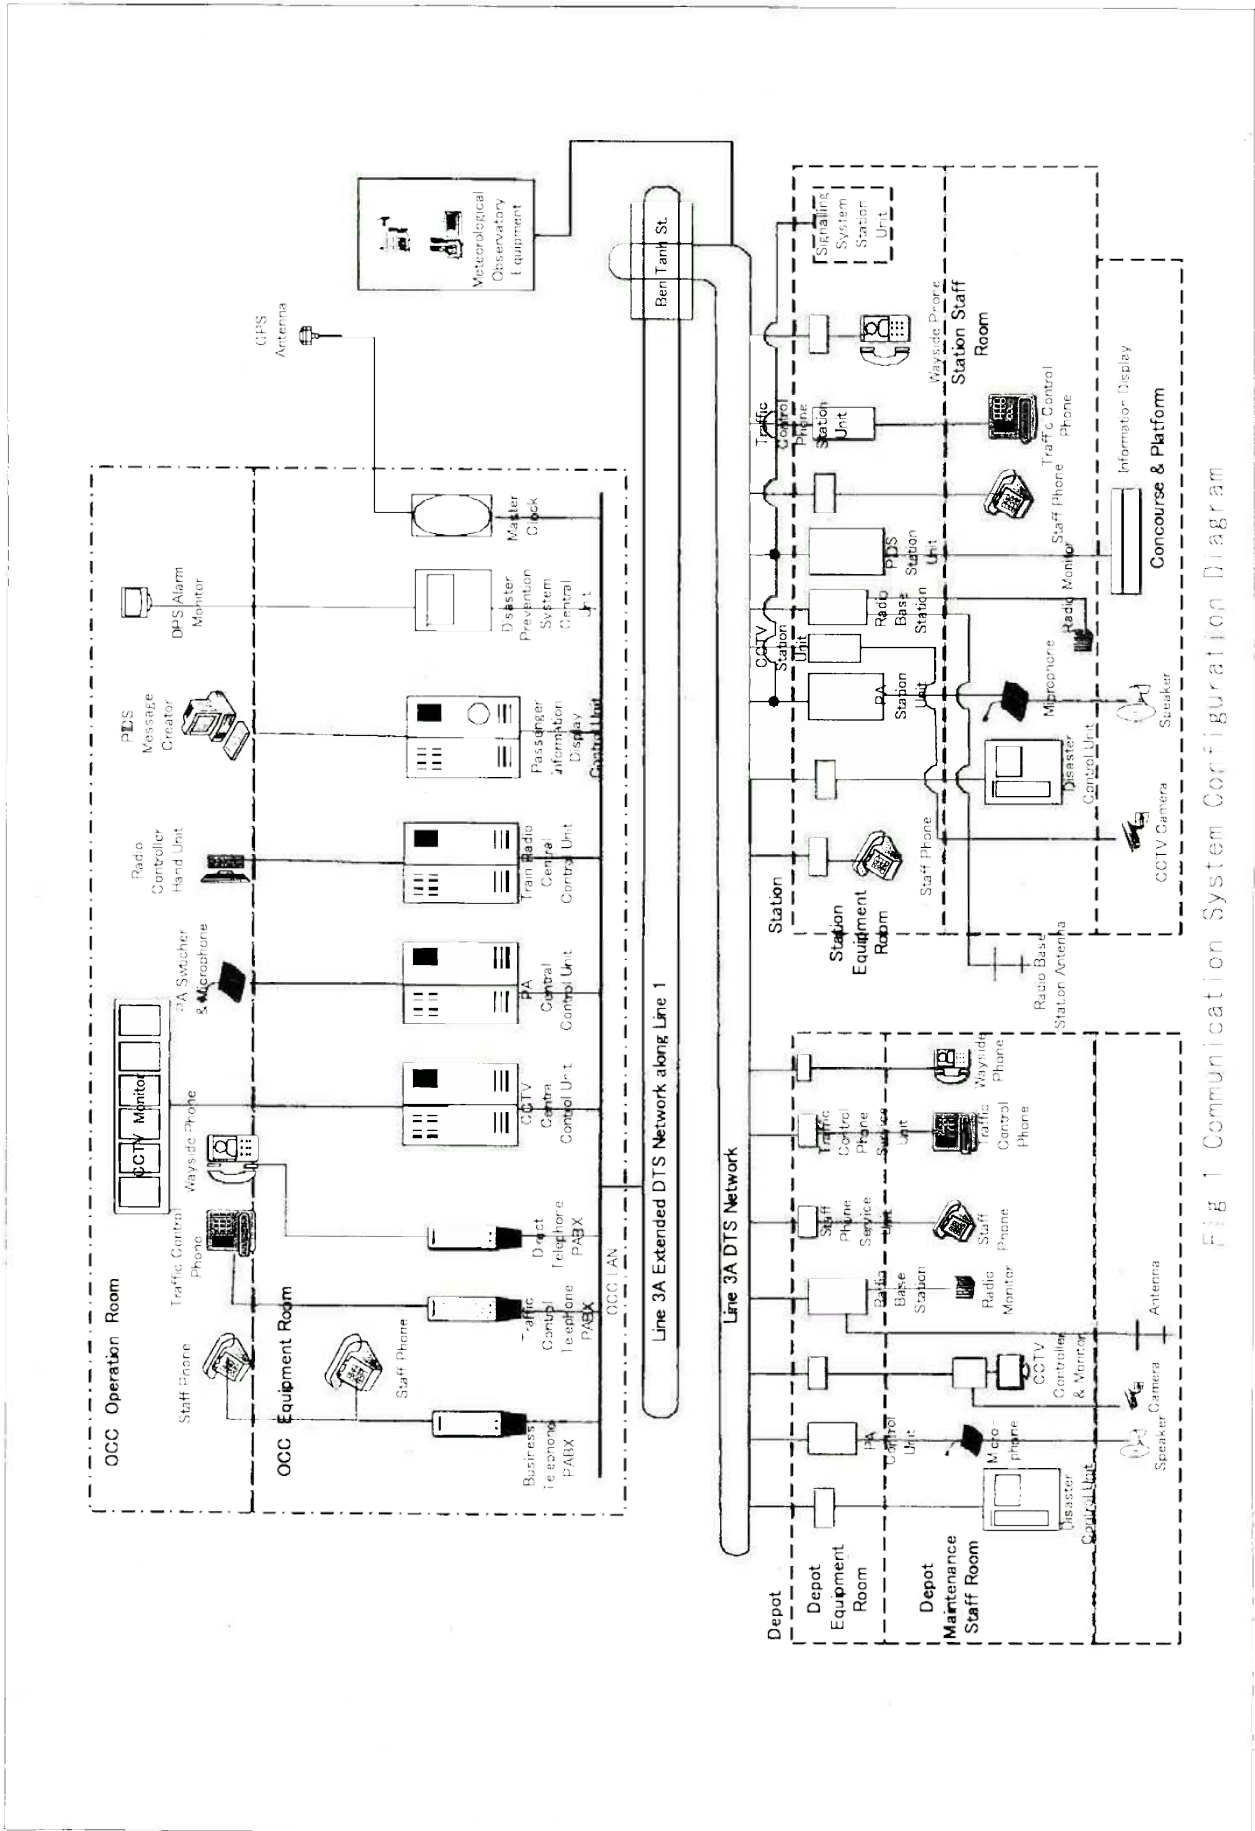 OCC Operation Room
Staff Phone
Traffic Control
Phone
Wayside Phone
CCTV Monitor
PA Switcher
& Microphone
Radio
Controller
Hand Unit
PIDS
Message
Creator
DPS Alarm
Monitor
GPS
Antenna
OCC Equipment Room
Staff Phone
Business
Telephone
PABX
Traffic
Control
Telephone
PABX
Direct
Telephone
PABX
CCTV
Central
Control Unit
PA
Central
Control Unit
Train Radio
Central
Control Unit
Passenger
Information
Display
Control Unit
Disaster
Prevention
System
Central
Unit
Master
Clock
OCC LAN
Meteorological
Observatory
Equipment
Line 3A Extended DTS Network along Line 1
Ben Tanh St.
Line 3A DTS Network
Depot
Depot
Equipment
Room
PA
Control
Unit
Radio
Base
Station
Staff
Phone
Service
Unit
Traffic
Control
Phone
Service
Unit
Depot
Maintenance
Staff Room
Disaster
Control Unit
Micro-
phone
CCTV
Controller
& Monitor
Radio
Monitor
Staff
Phone
Traffic
Control
Phone
Wayside
Phone
Speaker
Camera
Antenna
Station
Station
Equipment
Room
Staff Phone
PA
Station
Unit
CCTV
Station
Unit
Radio
Base
Station
PIDS
Station
Unit
Traffic
Control
Phone
Station
Unit
Wayside Phone
Signalling
System
Station
Unit
Station Staff
Room
Disaster
Control Unit
Microphone
Radio Monitor
Staff Phone
Traffic Control
Phone
Radio Base
Station Antenna
CCTV Camera
Speaker
Information Display
Concourse & Platform
Fig 1 Communication System Configuration Diagram